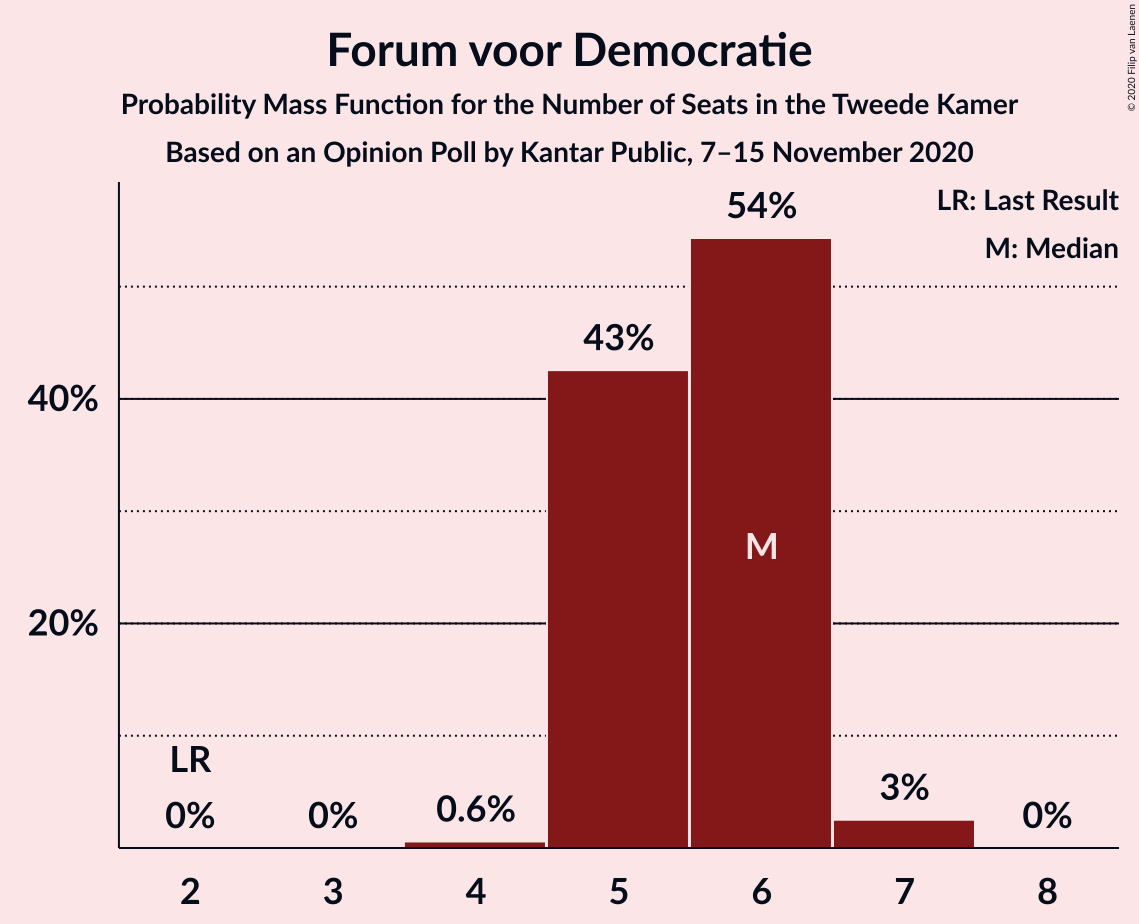 Forum voor Democratie
Probability Mass Function for the Number of Seats in the Tweede Kamer
Based on an Opinion Poll by Kantar Public, 7–15 November 2020
© 2020 Filip van Laenen
LR: Last Result
M: Median
54%
43%
40%
M
20%
LR
0%
0%
0.6%
3%
0%
2
3
4
5
6
7
8